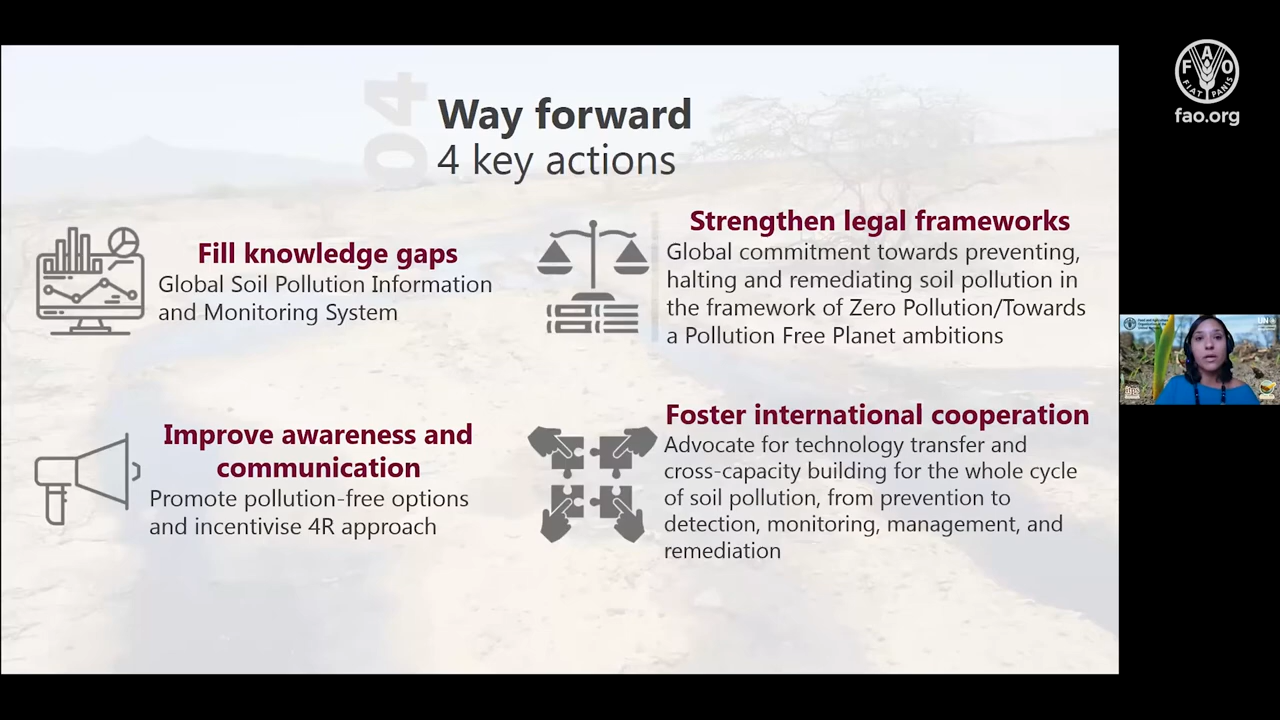 04
Way forward
4 key actions
Fill knowledge gaps
Global Soil Pollution Information
and Monitoring System
Strengthen legal frameworks
Global commitment towards preventing,
halting and remediating soil pollution in
the framework of Zero Pollution/Towards
a Pollution Free Planet ambitions
Improve awareness and
communication
Promote pollution-free options
and incentivise 4R approach
Foster international cooperation
Advocate for technology transfer and
cross-capacity building for the whole cycle
of soil pollution, from prevention to
detection, monitoring, management, and
remediation
F A O
FIAT PANIS
fao.org